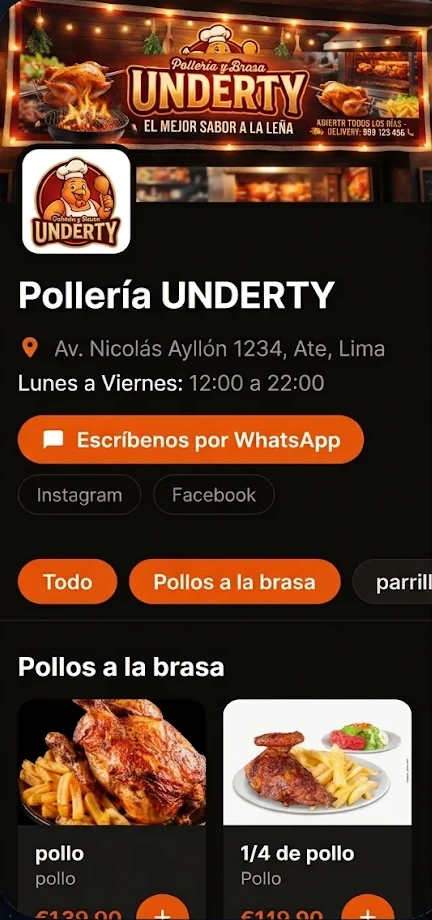 Pollería y Brasa
UNDERTY
EL MEJOR SABOR A LA LEÑA
ABIERTA TODOS LOS DÍAS -
DELIVERY: 999 123 456
UNDERTY
Pollería UNDERTY
Av. Nicolás Ayllón 1234, Ate, Lima
Lunes a Viernes: 12:00 a 22:00
Escríbenos por WhatsApp
Instagram
Facebook
Todo
Pollos a la brasa
parrill
Pollos a la brasa
pollo
pollo
1/4 de pollo
Pollo
€139.90
+
€119.90
+